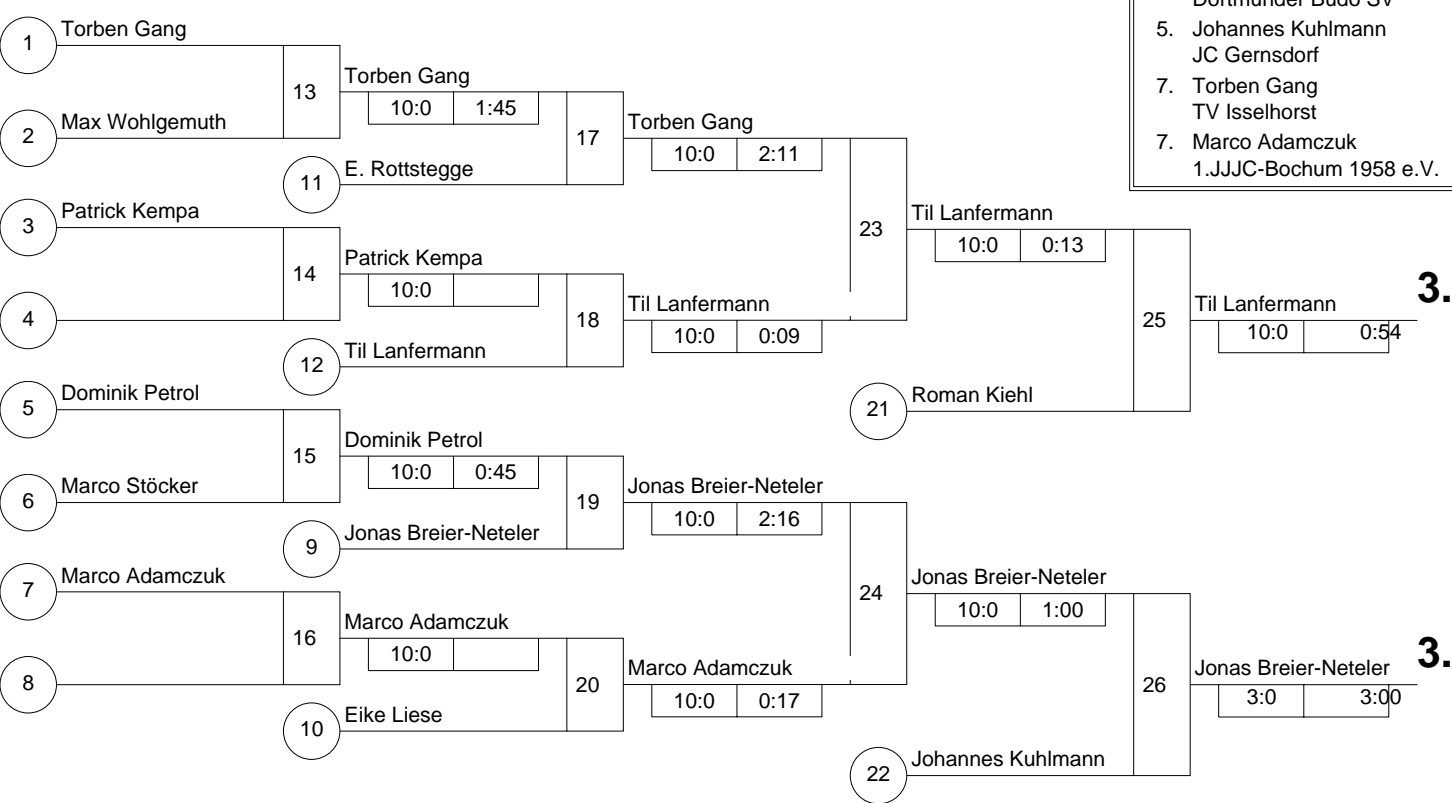 Dortmunder Budo SV
5. Johannes Kuhlmann
JC Gernsdorf
7. Torben Gang
TV Isselhorst
7. Marco Adamczuk
1.JJJC-Bochum 1958 e.V.
1 Torben Gang
13
Torben Gang
10:0 1:45
2 Max Wohlgemuth
17
Torben Gang
10:0 2:11
11 E. Rottstegge
3 Patrick Kempa
23
Til Lanfermann
10:0 0:13
14
Patrick Kempa
10:0
4
18
Til Lanfermann
10:0 0:09
12 Til Lanfermann
25
Til Lanfermann 3.
10:0 0:54
5 Dominik Petrol
21 Roman Kiehl
15
Dominik Petrol
10:0 0:45
6 Marco Stöcker
19
Jonas Breier-Neteler
10:0 2:16
9 Jonas Breier-Neteler
7 Marco Adamczuk
24
Jonas Breier-Neteler
10:0 1:00
16
Marco Adamczuk
10:0
8
20
Marco Adamczuk
10:0 0:17
10 Eike Liese
26
Jonas Breier-Neteler 3.
3:0 3:00
22 Johannes Kuhlmann